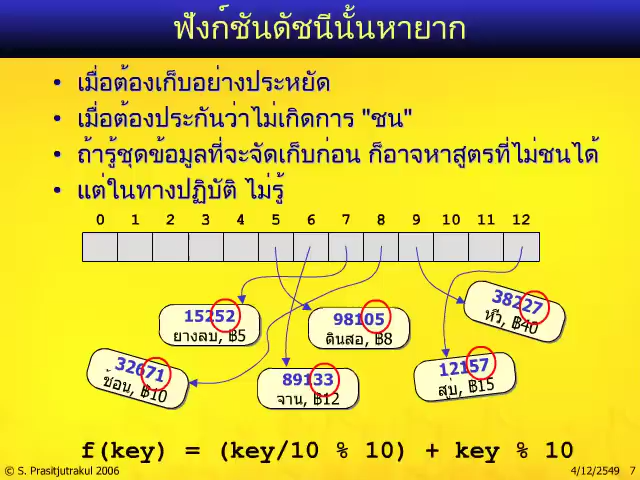 ฟังก์ชันดัชนีนั้นหายาก
• เมื่อต้องเก็บอย่างประหยัด
• เมื่อต้องประกันว่าไม่เกิดการ "ชน"
• ถ้ารู้ชุดข้อมูลที่จะจัดเก็บก่อน ก็อาจหาสูตรที่ไม่ชนได้
• แต่ในทางปฏิบัติ ไม่รู้
0 1 2 3 4 5 6 7 8 9 10 11 12
15252
ยางลบ, ฿5
98105
ดินสอ, ฿8
38227
หวี, ฿40
32671
ช้อน, ฿10
89133
จาน, ฿12
12157
สบู่, ฿15
f(key) = (key/10 % 10) + key % 10
© S. Prasitjutrakul 2006 4/12/2549 7